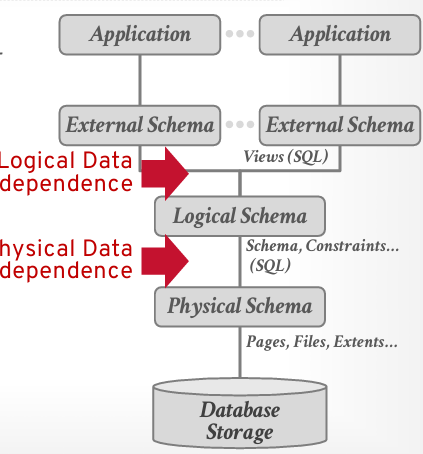 Application
Application
External Schema
External Schema
Logical Data
dependence
Views (SQL)
Logical Schema
hysical Data
dependence
Schema, Constraints...
(SQL)
Physical Schema
Pages, Files, Extents...
Database
Storage